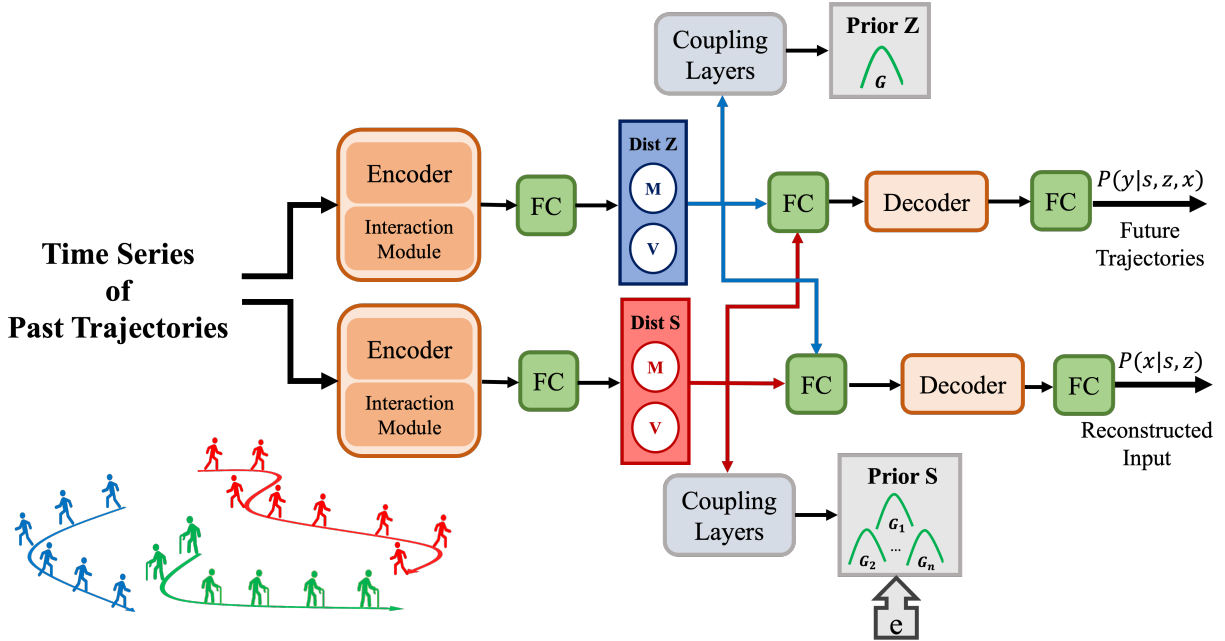 Time Series
of
Past Trajectories
Encoder
Interaction
Module
FC
Dist Z
M
V
Coupling
Layers
Prior Z
G
FC
Decoder
FC
P(y|s, z, x)
Future
Trajectories
Encoder
Interaction
Module
FC
Dist S
M
V
FC
Decoder
FC
P(x|s, z)
Reconstructed
Input
Coupling
Layers
Prior S
G₁
G₂ ... Gₙ
e